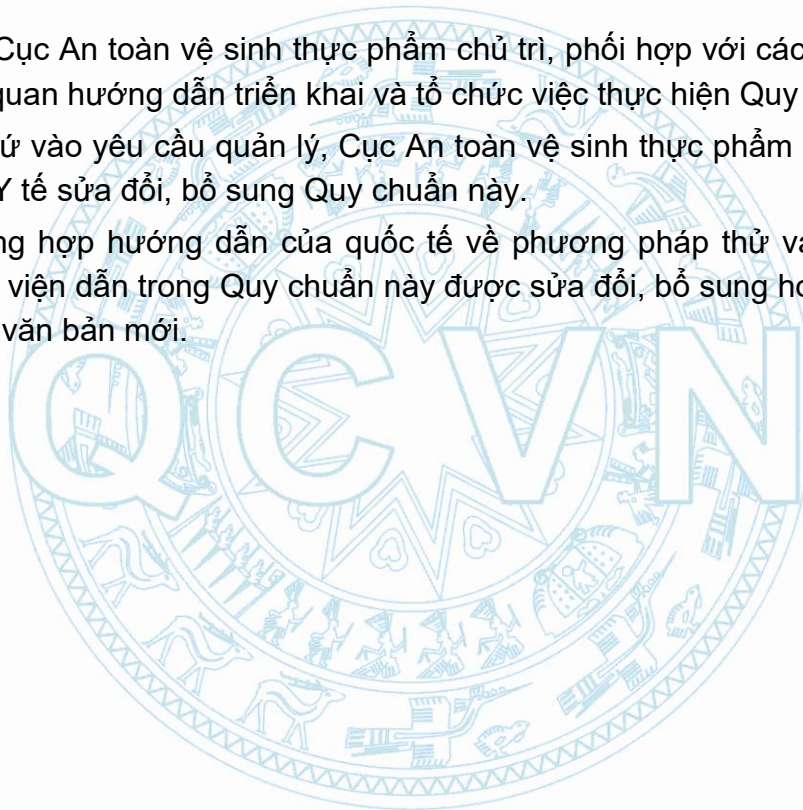 Cục An toàn vệ sinh thực phẩm chủ trì, phối hợp với các
quan hướng dẫn triển khai và tổ chức việc thực hiện Quy
ứ vào yêu cầu quản lý, Cục An toàn vệ sinh thực phẩm
Y tế sửa đổi, bổ sung Quy chuẩn này.
ng hợp hướng dẫn của quốc tế về phương pháp thử và
viện dẫn trong Quy chuẩn này được sửa đổi, bổ sung
văn bản mới.
QCVN